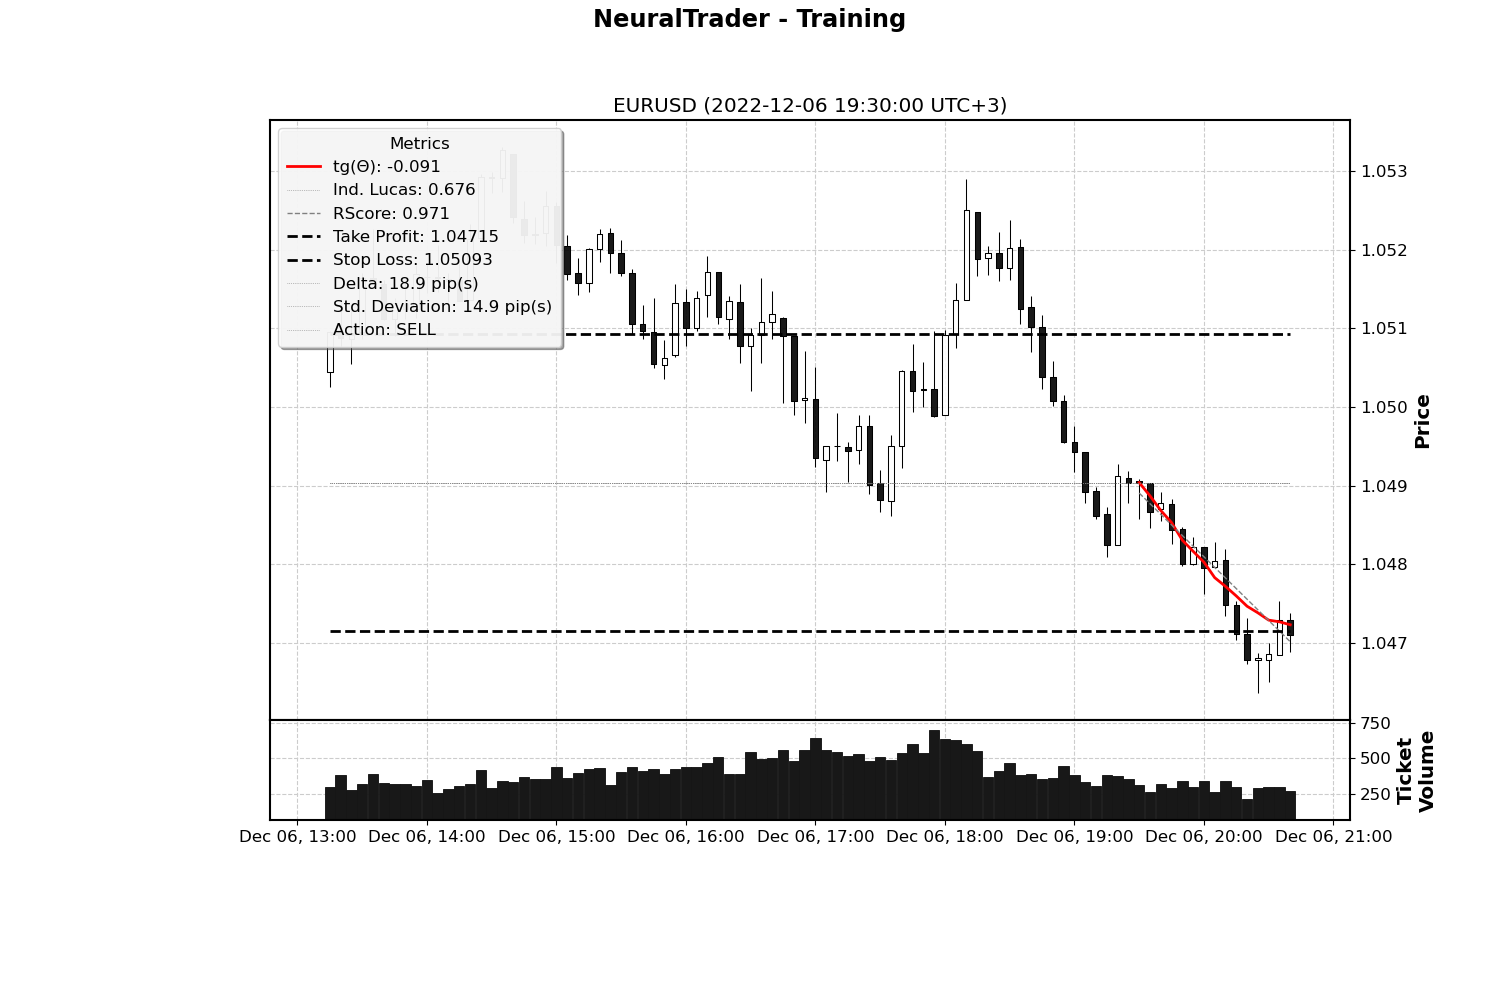 NeuralTrader - Training
EURUSD (2022-12-06 19:30:00 UTC+3)
Metrics
tg(Θ): -0.091
Ind. Lucas: 0.676
RScore: 0.971
Take Profit: 1.04715
Stop Loss: 1.05093
Delta: 18.9 pip(s)
Std. Deviation: 14.9 pip(s)
Action: SELL
1.053
1.052
1.051
1.050
1.049
1.048
1.047
Price
750
500
250
Ticket
Volume
Dec 06, 13:00 Dec 06, 14:00 Dec 06, 15:00 Dec 06, 16:00 Dec 06, 17:00 Dec 06, 18:00 Dec 06, 19:00 Dec 06, 20:00 Dec 06, 21:00